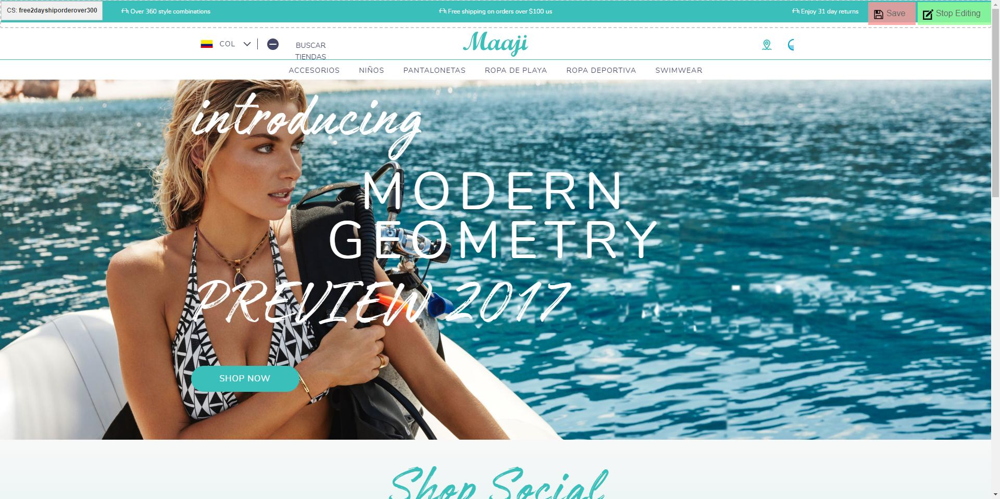 CS: free2dayshiporderover300
Over 360 style combinations
Free shipping on orders over $100 us
Enjoy 31 day returns
Save
Stop Editing
COL
BUSCAR
TIENDAS
Maaji
ACCESORIOS
NIÑOS
PANTALONETAS
ROPA DE PLAYA
ROPA DEPORTIVA
SWIMWEAR
introducing
MODERN
GEOMETRY
PREVIEW 2017
SHOP NOW
Shop Social